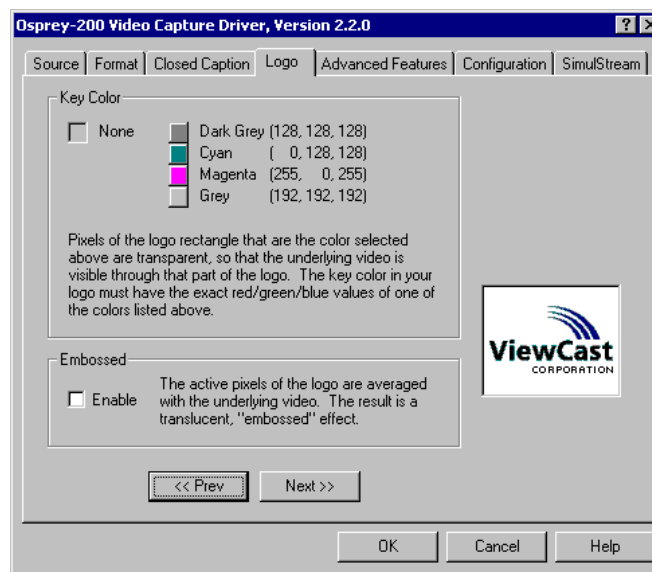 Osprey-200 Video Capture Driver, Version 2.2.0
Source Format Closed Caption Logo Advanced Features Configuration SimulStream
Key Color
None
Dark Grey (128, 128, 128)
Cyan ( 0, 128, 128)
Magenta (255, 0, 255)
Grey (192, 192, 192)
Pixels of the logo rectangle that are the color selected
above are transparent, so that the underlying video is
visible through that part of the logo. The key color in your
logo must have the exact red/green/blue values of one of
the colors listed above.
ViewCast
CORPORATION
Embossed
Enable
The active pixels of the logo are averaged
with the underlying video. The result is a
translucent, "embossed" effect.
<< Prev Next >>
OK Cancel Help